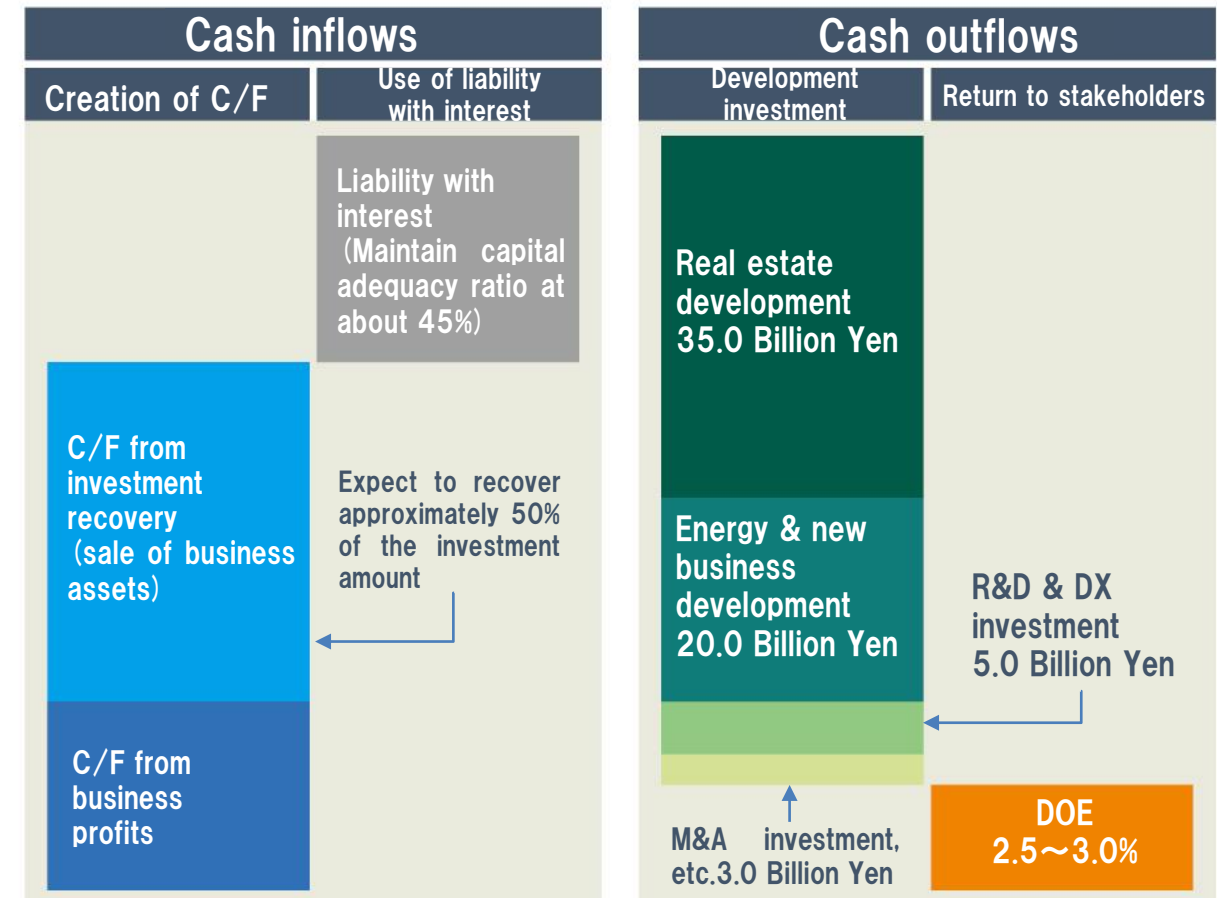 Cash inflows
Creation of C/F
Use of liability
with interest
Liability with
interest
(Maintain capital
adequacy ratio at
about 45%)
C/F from
investment
recovery
(sale of business
assets)
Expect to recover
approximately 50%
of the investment
amount
C/F from
business
profits
Cash outflows
Development
investment
Return to stakeholders
Real estate
development
35.0 Billion Yen
Energy & new
business
development
20.0 Billion Yen
R&D & DX
investment
5.0 Billion Yen
M&A investment,
etc.3.0 Billion Yen
DOE
2.5～3.0%